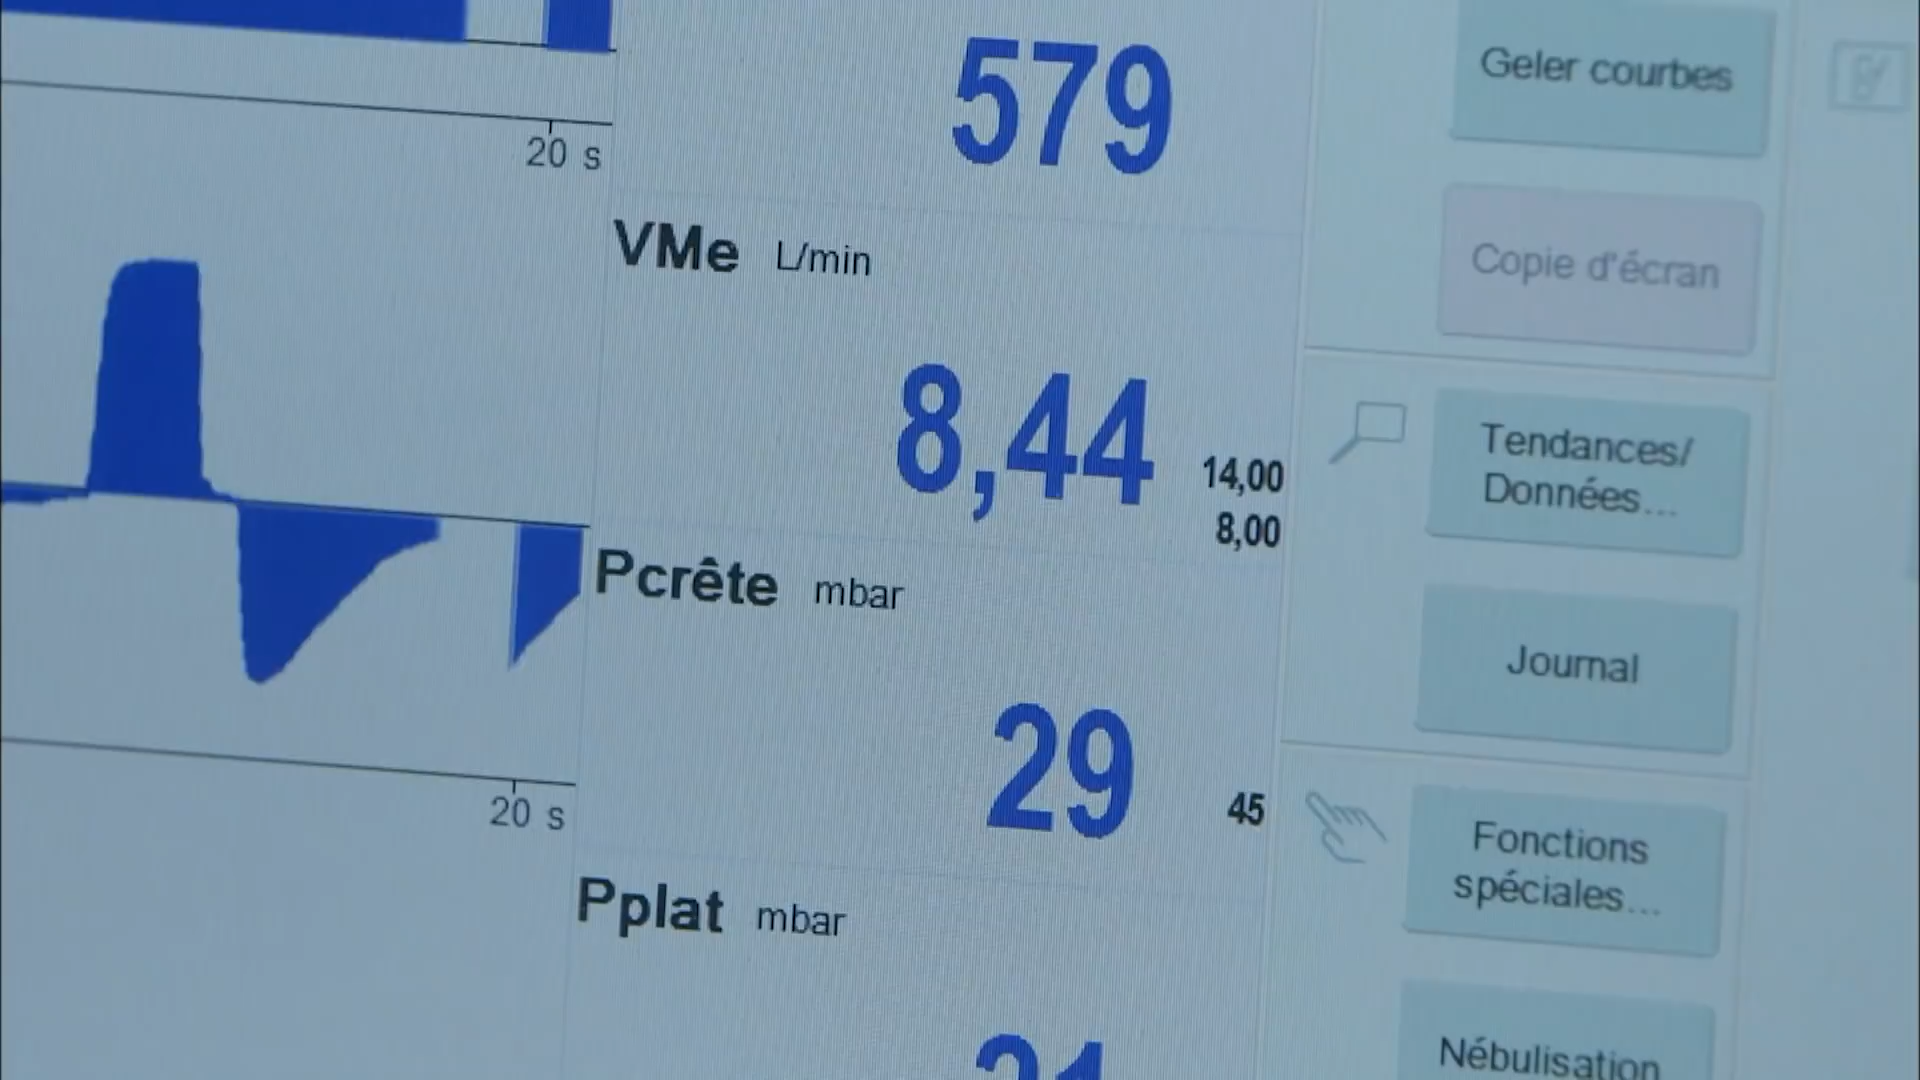 579
20 s
VMe L/min
8,44
14,00
8,00
Pcrête mbar
29
45
20 s
Pplat mbar
Geler courbes
Copie d'écran
Tendances/
Données...
Journal
Fonctions
spéciales...
Nébulisation